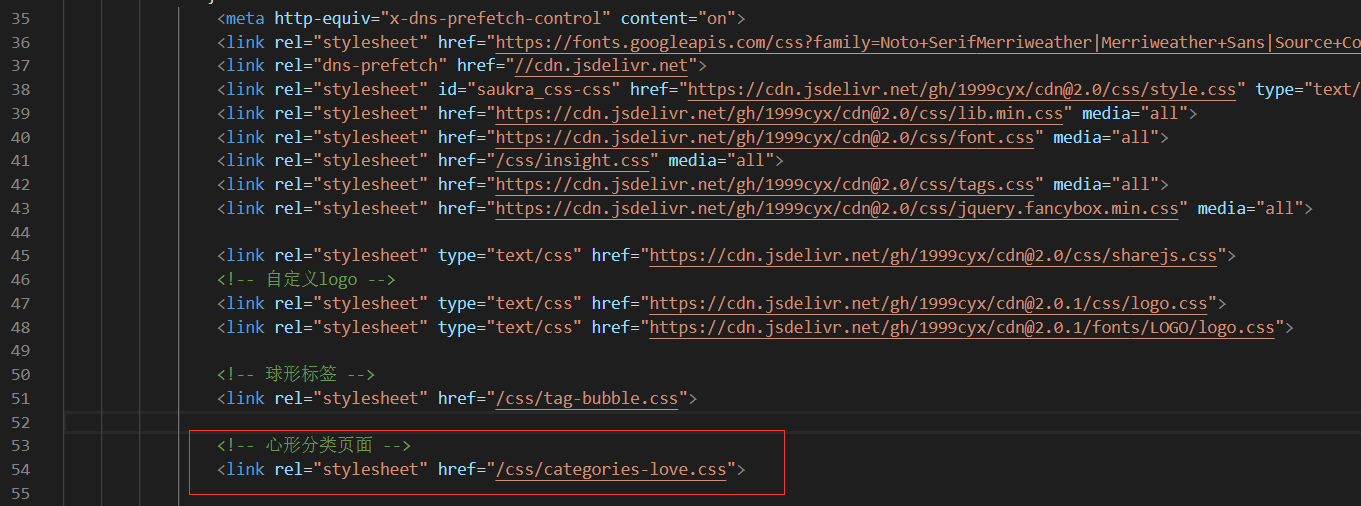 35 <meta http-equiv="x-dns-prefetch-control" content="on">
36 <link rel="stylesheet" href="https://fonts.googleapis.com/css?family=Noto+SerifMerriweather|Merriweather+Sans|Source+Co
37 <link rel="dns-prefetch" href="//cdn.jsdelivr.net">
38 <link rel="stylesheet" id="saukra_css-css" href="https://cdn.jsdelivr.net/gh/1999cyx/cdn@2.0/css/style.css" type="text/
39 <link rel="stylesheet" href="https://cdn.jsdelivr.net/gh/1999cyx/cdn@2.0/css/lib.min.css" media="all">
40 <link rel="stylesheet" href="https://cdn.jsdelivr.net/gh/1999cyx/cdn@2.0/css/font.css" media="all">
41 <link rel="stylesheet" href="/css/insight.css" media="all">
42 <link rel="stylesheet" href="https://cdn.jsdelivr.net/gh/1999cyx/cdn@2.0/css/tags.css" media="all">
43 <link rel="stylesheet" href="https://cdn.jsdelivr.net/gh/1999cyx/cdn@2.0/css/jquery.fancybox.min.css" media="all">
44
45 <link rel="stylesheet" type="text/css" href="https://cdn.jsdelivr.net/gh/1999cyx/cdn@2.0/css/sharejs.css">
46 <!-- 自定义logo -->
47 <link rel="stylesheet" type="text/css" href="https://cdn.jsdelivr.net/gh/1999cyx/cdn@2.0.1/css/logo.css">
48 <link rel="stylesheet" type="text/css" href="https://cdn.jsdelivr.net/gh/1999cyx/cdn@2.0.1/fonts/LOGO/logo.css">
49
50 <!-- 球形标签 -->
51 <link rel="stylesheet" href="/css/tag-bubble.css">
52
53 <!-- 心形分类页面 -->
54 <link rel="stylesheet" href="/css/categories-love.css">
55